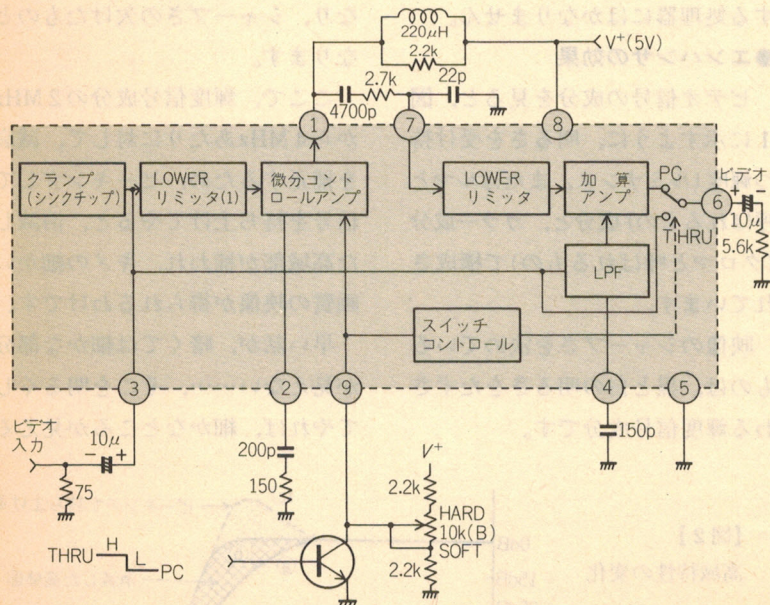 220μH
2.2k
V⁺(5V)
2.7k
22p
4700p
1
7
8
クランプ
(シンクチップ)
LOWER
リミッタ(1)
微分コント
ロールアンプ
LOWER
リミッタ
加算
アンプ
PC
THRU
6
ビデオ
+ -
10μ
5.6k
LPF
スイッチ
コントロール
3
2
9
4
5
ビデオ
入力
10μ
- +
75
200p
150
150p
V⁺
2.2k
HARD
10k(B)
SOFT
2.2k
THRU
H
L
PC